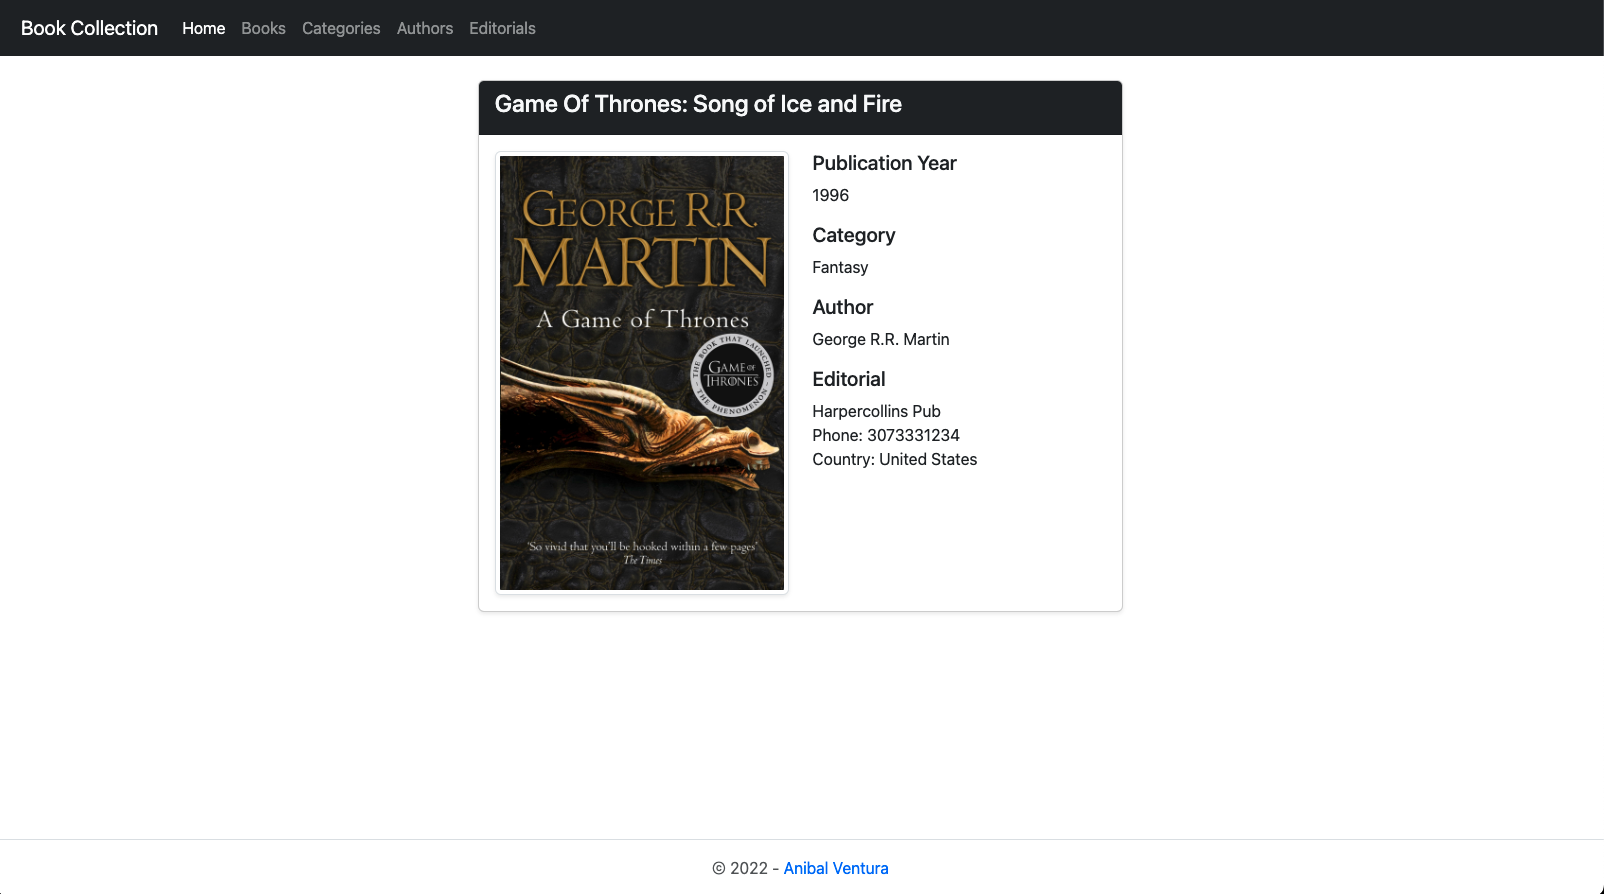 Book Collection Home Books Categories Authors Editorials
Game Of Thrones: Song of Ice and Fire
GEORGE R.R.
MARTIN
A Game of Thrones
THE BOOK THAT LAUNCHED
GAME OF
THRONES
THE PHENOMENON
'So vivid that you'll be hooked within a few pages'
The Times
Publication Year
1996
Category
Fantasy
Author
George R.R. Martin
Editorial
Harpercollins Pub
Phone: 3073331234
Country: United States
© 2022 - Anibal Ventura